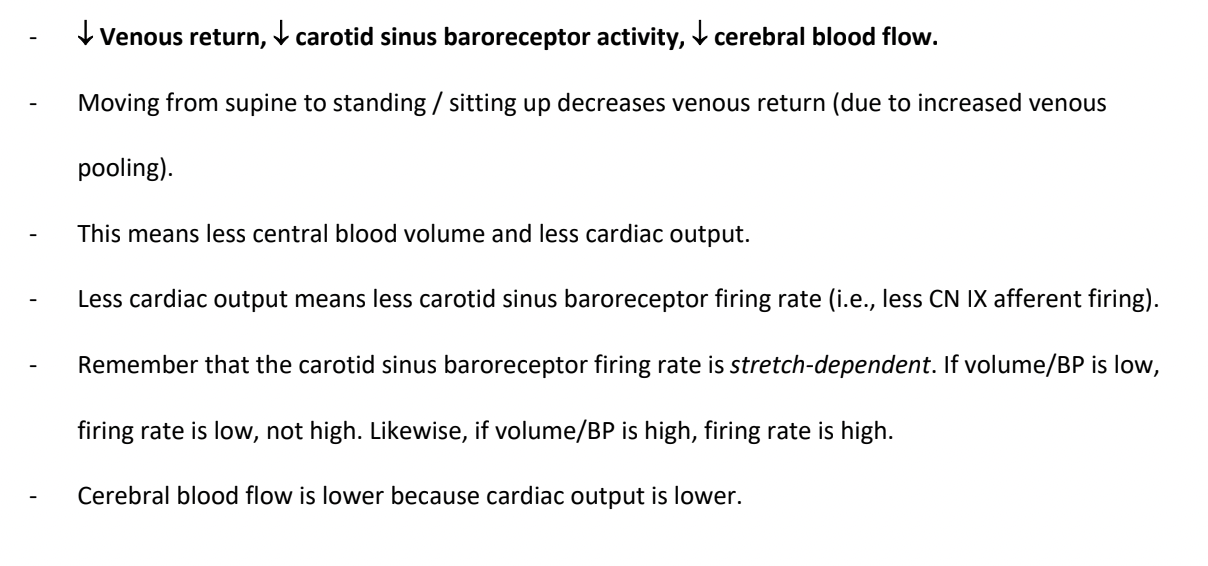 - ↓ Venous return, ↓ carotid sinus baroreceptor activity, ↓ cerebral blood flow.
- Moving from supine to standing / sitting up decreases venous return (due to increased venous
pooling).
- This means less central blood volume and less cardiac output.
- Less cardiac output means less carotid sinus baroreceptor firing rate (i.e., less CN IX afferent firing).
- Remember that the carotid sinus baroreceptor firing rate is stretch-dependent. If volume/BP is low,
firing rate is low, not high. Likewise, if volume/BP is high, firing rate is high.
- Cerebral blood flow is lower because cardiac output is lower.